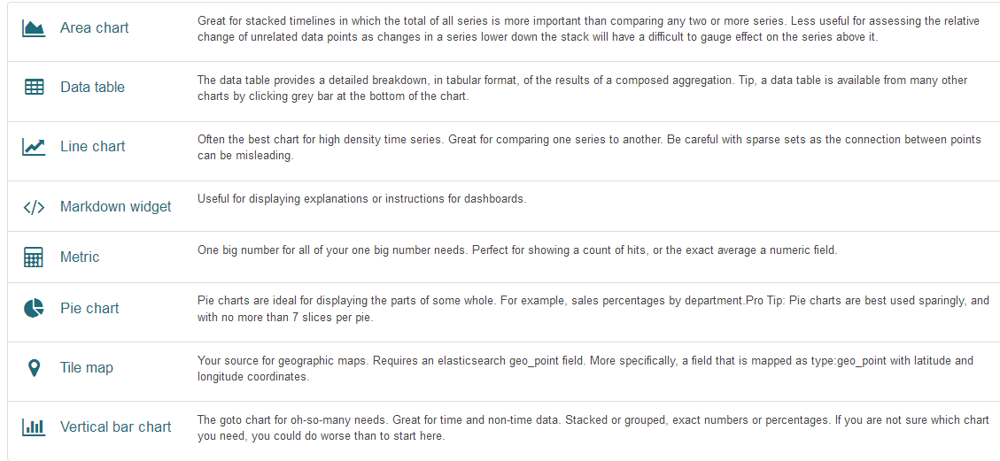 Area chart
Great for stacked timelines in which the total of all series is more important than comparing any two or more series. Less useful for assessing the relative
change of unrelated data points as changes in a series lower down the stack will have a difficult to gauge effect on the series above it.
Data table
The data table provides a detailed breakdown, in tabular format, of the results of a composed aggregation. Tip, a data table is available from many other
charts by clicking grey bar at the bottom of the chart.
Line chart
Often the best chart for high density time series. Great for comparing one series to another. Be careful with sparse sets as the connection between points
can be misleading.
Markdown widget
Useful for displaying explanations or instructions for dashboards.
Metric
One big number for all of your one big number needs. Perfect for showing a count of hits, or the exact average a numeric field.
Pie chart
Pie charts are ideal for displaying the parts of some whole. For example, sales percentages by department.Pro Tip: Pie charts are best used sparingly, and
with no more than 7 slices per pie.
Tile map
Your source for geographic maps. Requires an elasticsearch geo_point field. More specifically, a field that is mapped as type:geo_point with latitude and
longitude coordinates.
Vertical bar chart
The goto chart for oh-so-many needs. Great for time and non-time data. Stacked or grouped, exact numbers or percentages. If you are not sure which chart
you need, you could do worse than to start here.